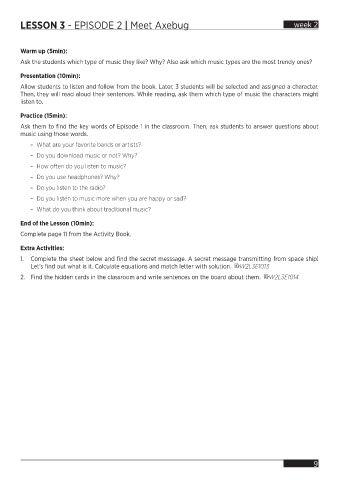 LESSON 3 - EPISODE 2 | Meet Axebug
week 2
Warm up (5min):
Ask the students which type of music they like? Why? Also ask which music types are the most trendy ones?
Presentation (10min):
Allow students to listen and follow from the book. Later, 3 students will be selected and assigned a character.
Then, they will read aloud their sentences. While reading, ask them which type of music the characters might
listen to.
Practice (15min):
Ask them to find the key words of Episode 1 in the classroom. Then, ask students to answer questions about
music using those words.
- What are your favorite bands or artists?
- Do you download music or not? Why?
- How often do you listen to music?
- Do you use headphones? Why?
- Do you listen to the radio?
- Do you listen to music more when you are happy or sad?
- What do you think about traditional music?
End of the Lesson (10min):
Complete page 11 from the Activity Book.
Extra Activities:
1. Complete the sheet below and find the secret messsage. A secret message transmitting from space ship!
Let's find out what is it. Calculate equations and match letter with solution. W2L3E1013
2. Find the hidden cards in the classroom and write sentences on the board about them. W2L3E1014
9